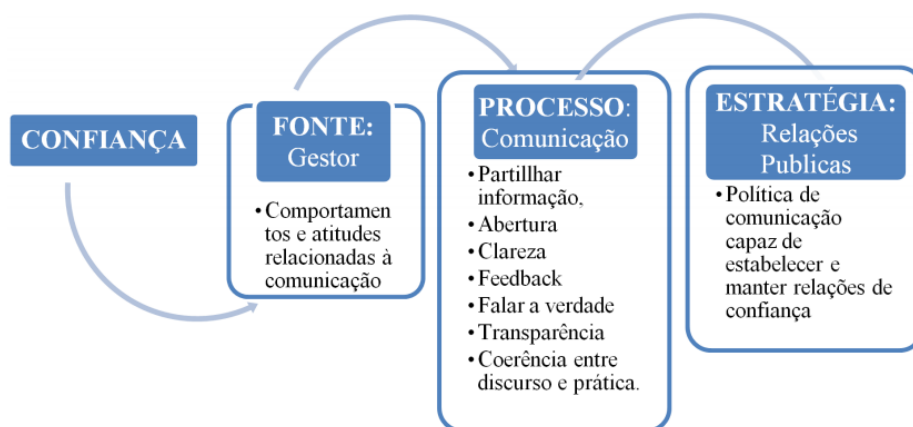 CONFIANÇA
FONTE:
Gestor
• Comportamen
tos e atitudes
relacionadas à
comunicação
PROCESSO:
Comunicação
• Partillhar
informação,
• Abertura
• Clareza
• Feedback
• Falar a verdade
• Transparência
• Coerência entre
discurso e prática.
ESTRATÉGIA:
Relações
Publicas
• Política de
comunicação
capaz de
estabelecer e
manter relações de
confiança